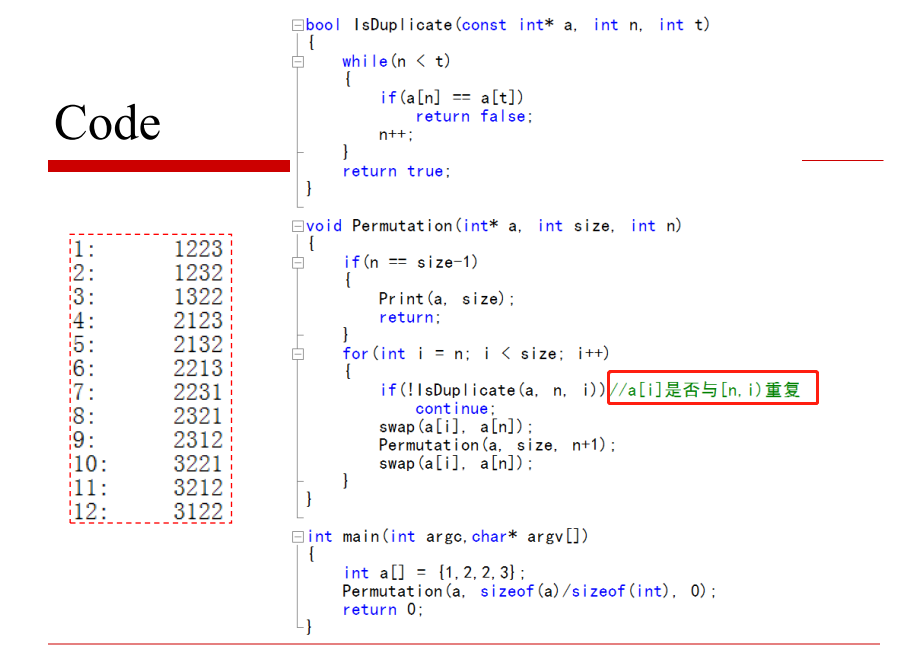 Code
1: 1223
2: 1232
3: 1322
4: 2123
5: 2132
6: 2213
7: 2231
8: 2321
9: 2312
10: 3221
11: 3212
12: 3122
bool IsDuplicate(const int* a, int n, int t)
{
while(n < t)
{
if(a[n] == a[t])
return false;
n++;
}
return true;
}
void Permutation(int* a, int size, int n)
{
if(n == size-1)
{
Print(a, size);
return;
}
for(int i = n; i < size; i++)
{
if(!IsDuplicate(a, n, i))//a[i]是否与[n,i)重复
continue;
swap(a[i], a[n]);
Permutation(a, size, n+1);
swap(a[i], a[n]);
}
}
int main(int argc,char* argv[])
{
int a[] = {1,2,2,3};
Permutation(a, sizeof(a)/sizeof(int), 0);
return 0;
}